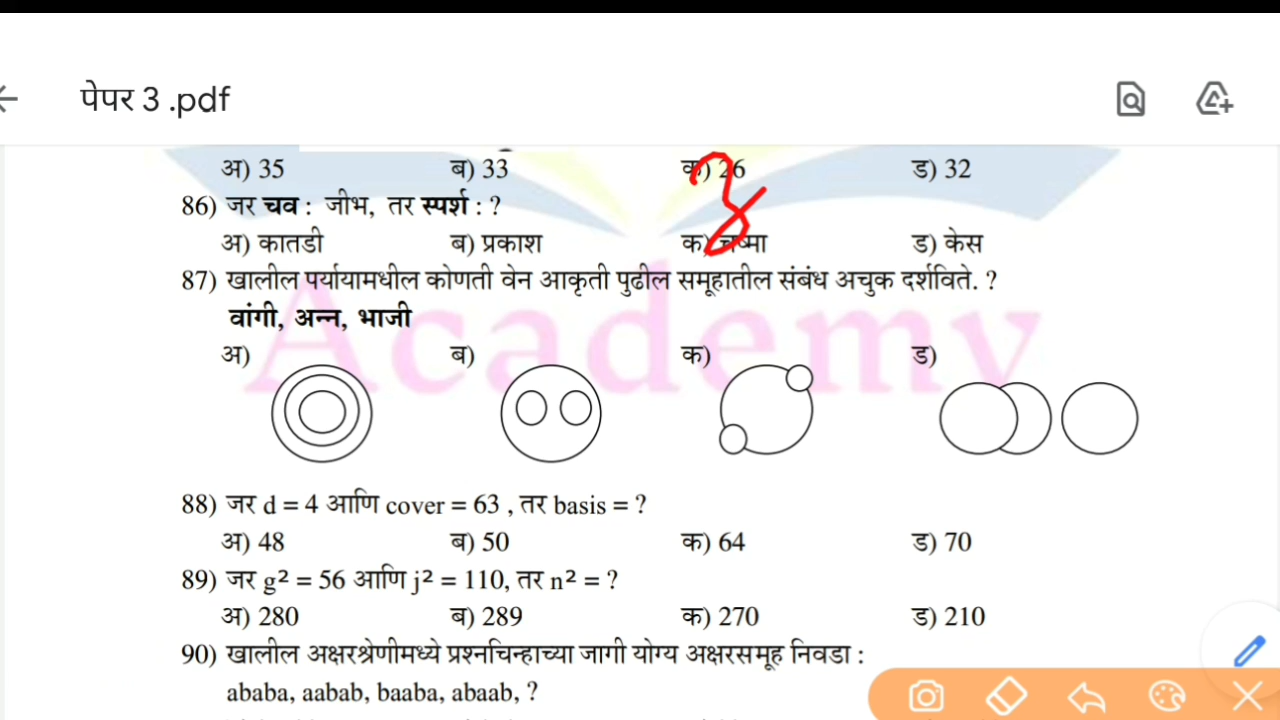 पेपर 3 .pdf
अ) 35 ब) 33 क) 26 ड) 32
86) जर चव : जीभ, तर स्पर्श : ?
अ) कातडी ब) प्रकाश क) चष्मा ड) केस
87) खालील पर्यायामधील कोणती वेन आकृती पुढील समूहातील संबंध अचुक दर्शविते. ?
वांगी, अन्न, भाजी
अ) ब) क) ड)
88) जर d = 4 आणि cover = 63 , तर basis = ?
अ) 48 ब) 50 क) 64 ड) 70
89) जर g² = 56 आणि j² = 110, तर n² = ?
अ) 280 ब) 289 क) 270 ड) 210
90) खालील अक्षरश्रेणीमध्ये प्रश्नचिन्हाच्या जागी योग्य अक्षरसमूह निवडा :
ababa, aabab, baaba, abaab, ?
Academy